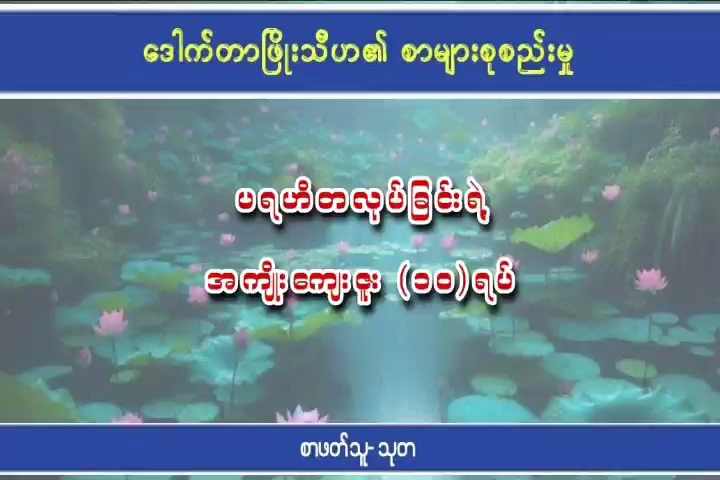 ဒေါက်တာဖြိုးသီဟ၏ စာများစုစည်းမှု
ပရဟိတလုပ်ခြင်းရဲ့
အကျိုးကျေးဇူး (၁၀)ရပ်
စာဖတ်သူ- သုတ